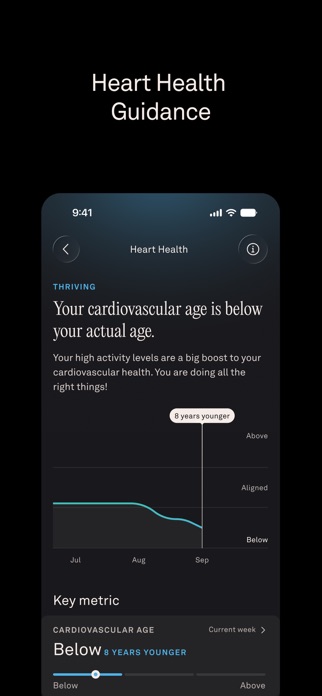 Heart Health
Guidance
9:41
Heart Health
THRIVING
Your cardiovascular age is below
your actual age.
Your high activity levels are a big boost to your
cardiovascular health. You are doing all the
right things!
8 years younger
Above
Aligned
Below
Jul Aug Sep
Key metric
CARDIOVASCULAR AGE Current week
Below 8 YEARS YOUNGER
Below Above